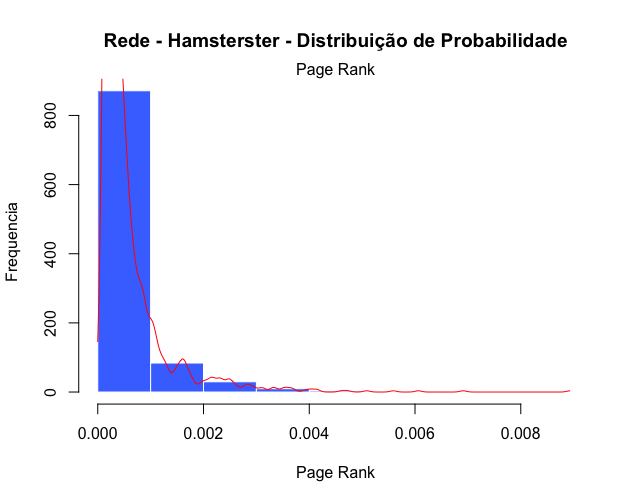 Rede - Hamsterster - Distribuição de Probabilidade
Page Rank
Frequencia
800
600
400
200
0
0.000 0.002 0.004 0.006 0.008
Page Rank